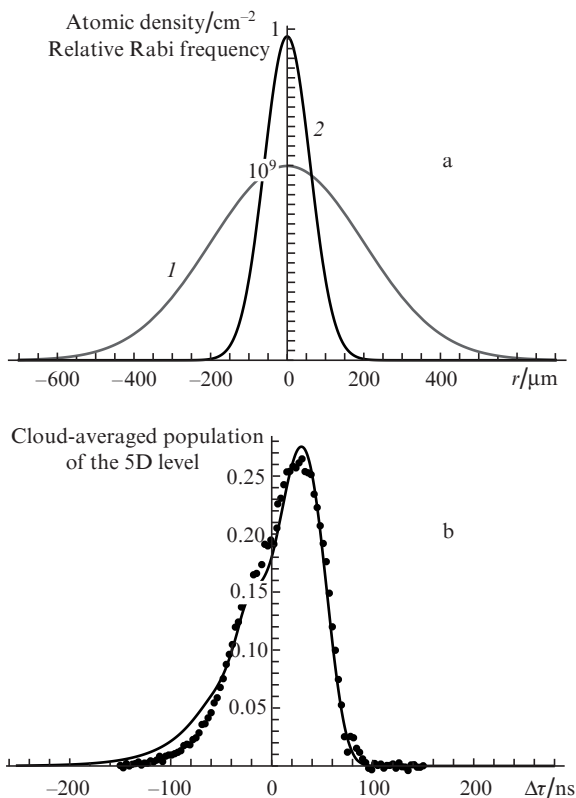 Atomic density/cm⁻²
Relative Rabi frequency
1
2
10⁹
a
1
−600 −400 −200 0 200 400 r/µm
Cloud-averaged population
of the 5D level
0.25
0.20
b
0.15
0.10
0.05
−200 −100 0 100 200 Δτ/ns